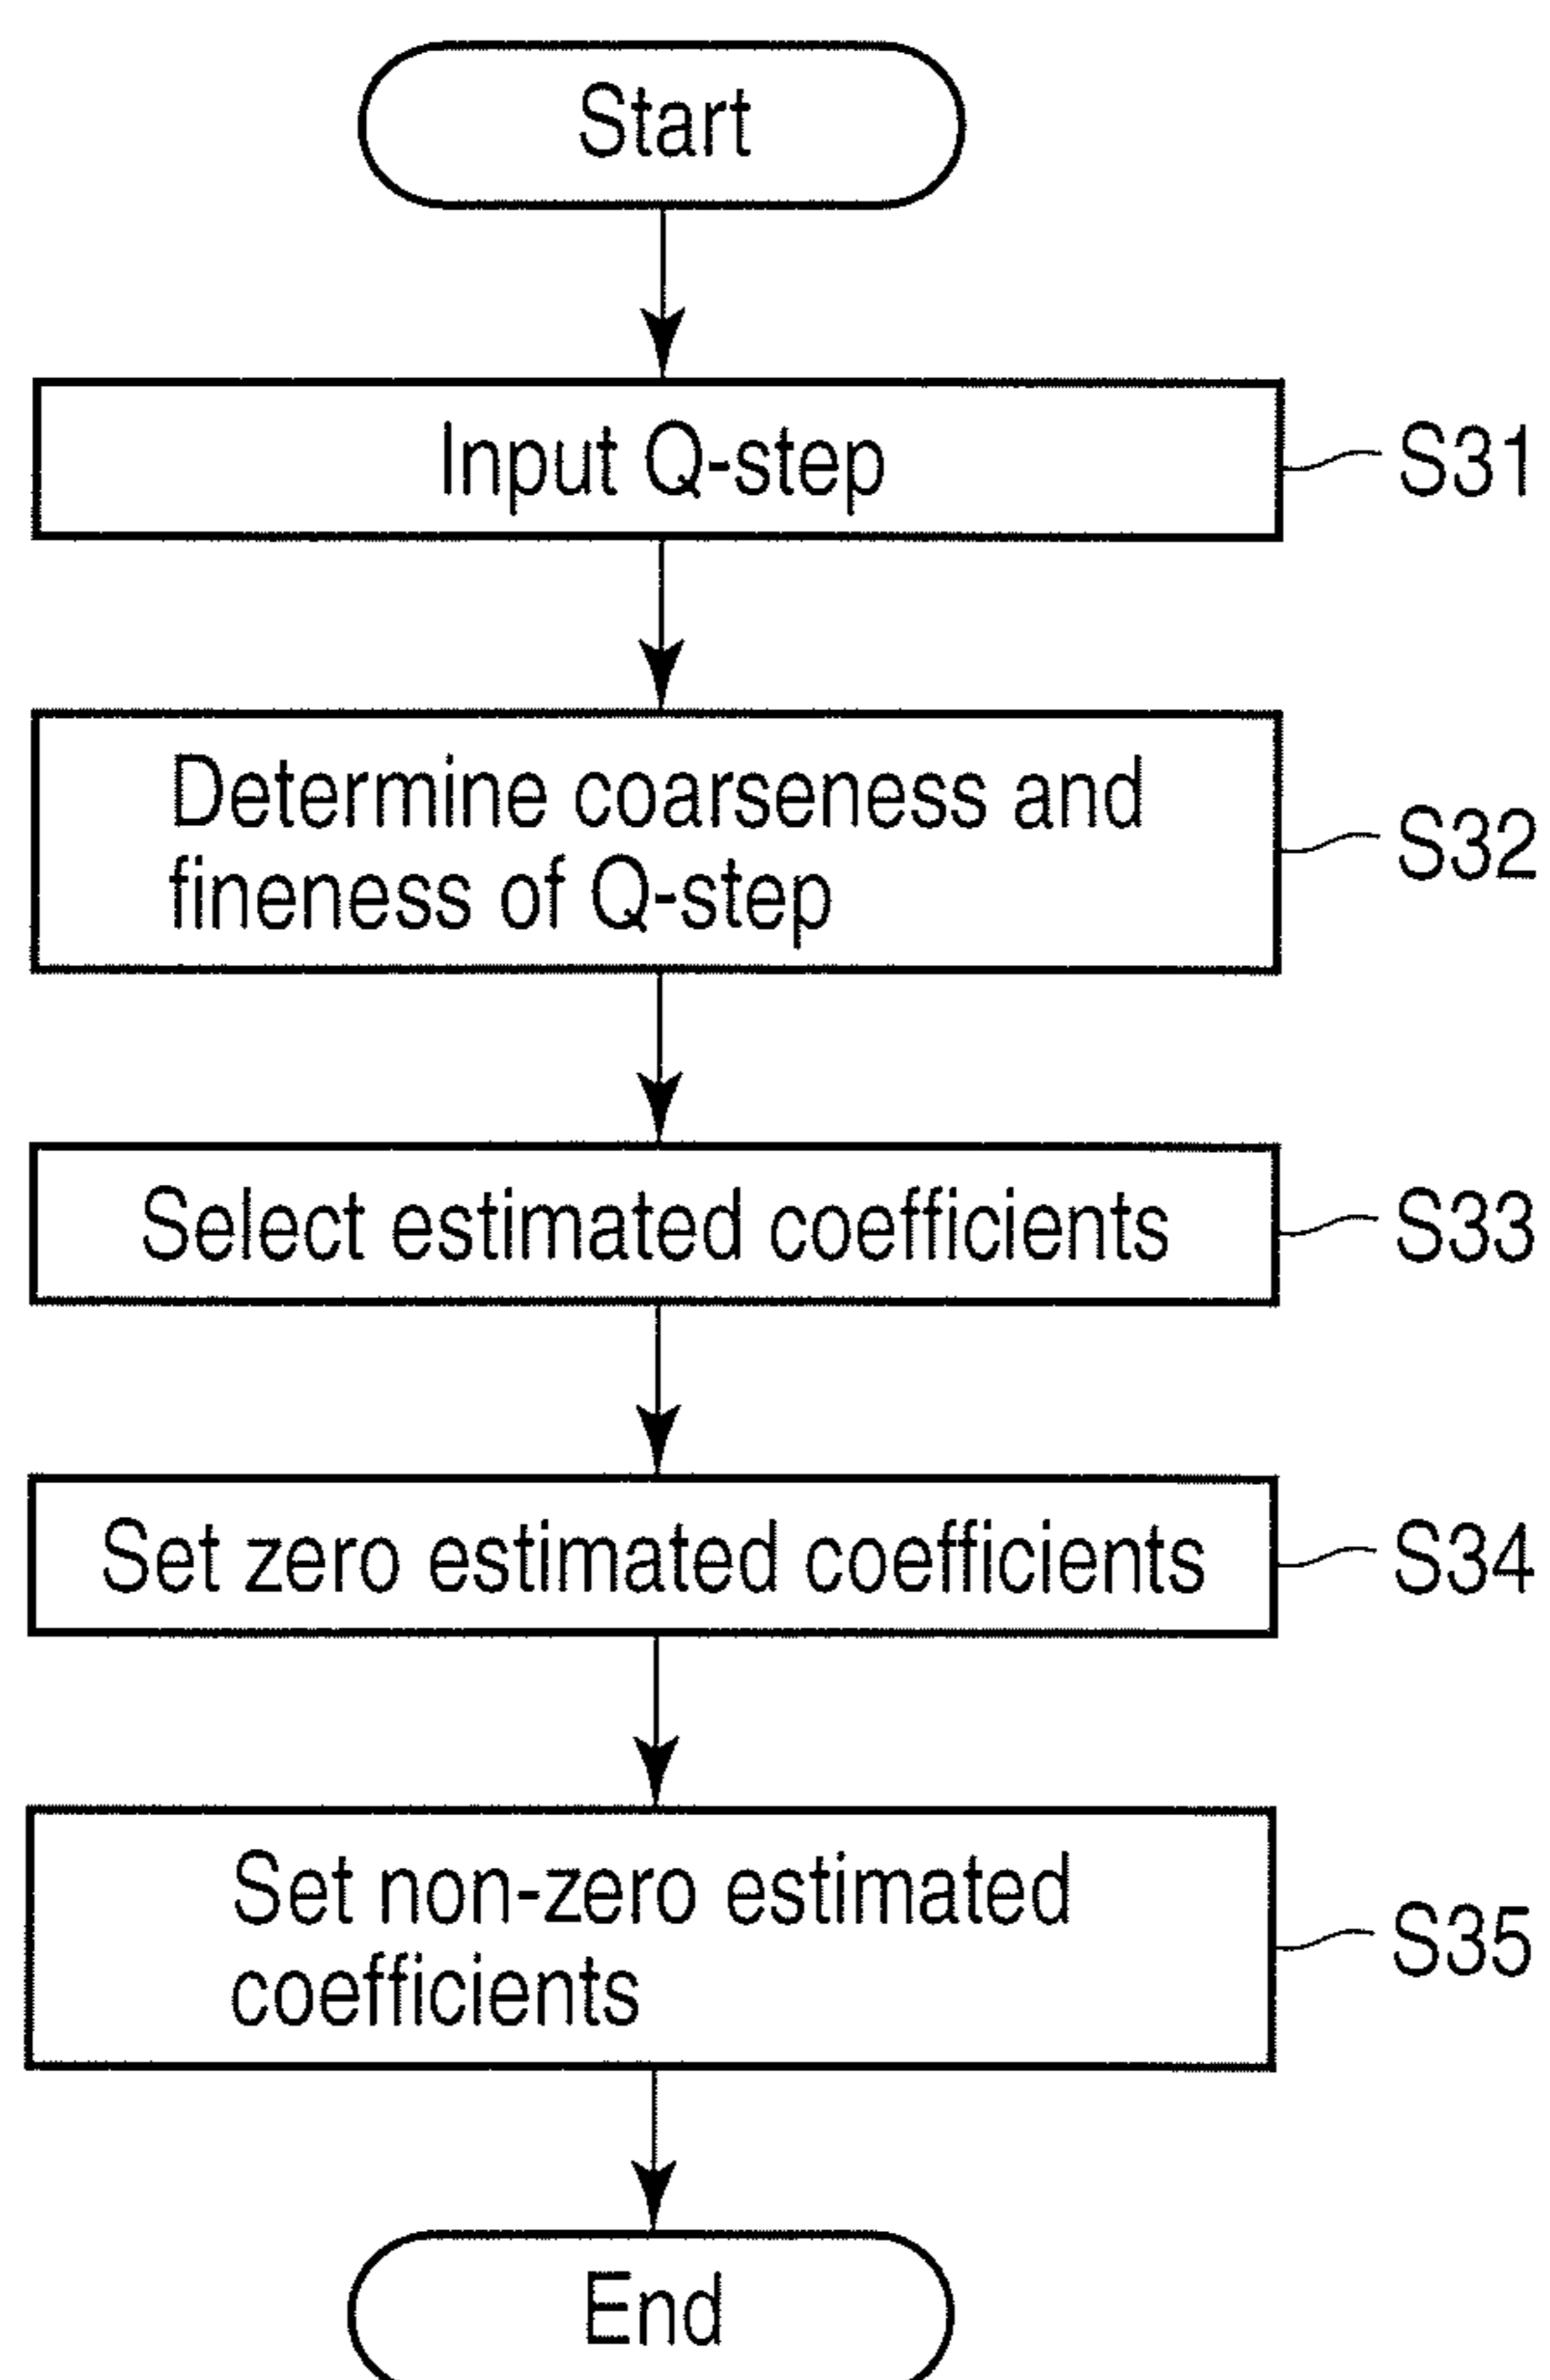 Start
Input Q-step
S31
Determine coarseness and
fineness of Q-step
S32
Select estimated coefficients
S33
Set zero estimated coefficients
S34
Set non-zero estimated
coefficients
S35
End